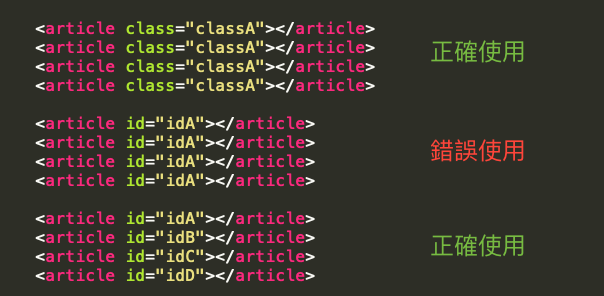 <article class="classA"></article>
<article class="classA"></article>
<article class="classA"></article>
<article class="classA"></article>
正確使用
<article id="idA"></article>
<article id="idA"></article>
<article id="idA"></article>
<article id="idA"></article>
錯誤使用
<article id="idA"></article>
<article id="idB"></article>
<article id="idC"></article>
<article id="idD"></article>
正確使用